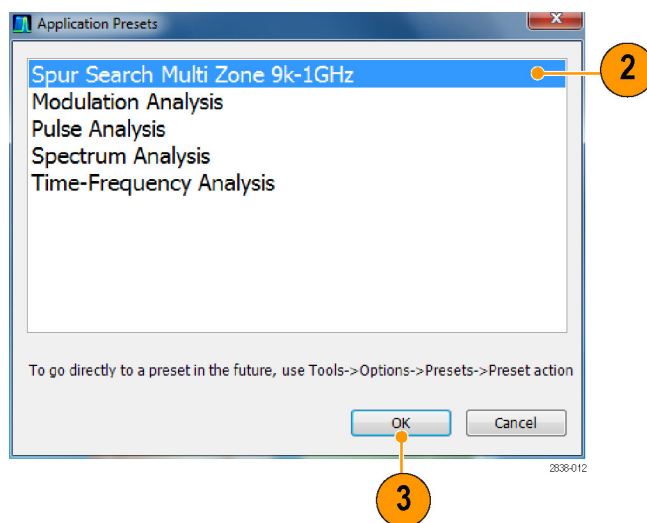 Application Presets
Spur Search Multi Zone 9k-1GHz
2
Modulation Analysis
Pulse Analysis
Spectrum Analysis
Time-Frequency Analysis
To go directly to a preset in the future, use Tools->Options->Presets->Preset action
OK
Cancel
2838-012
3